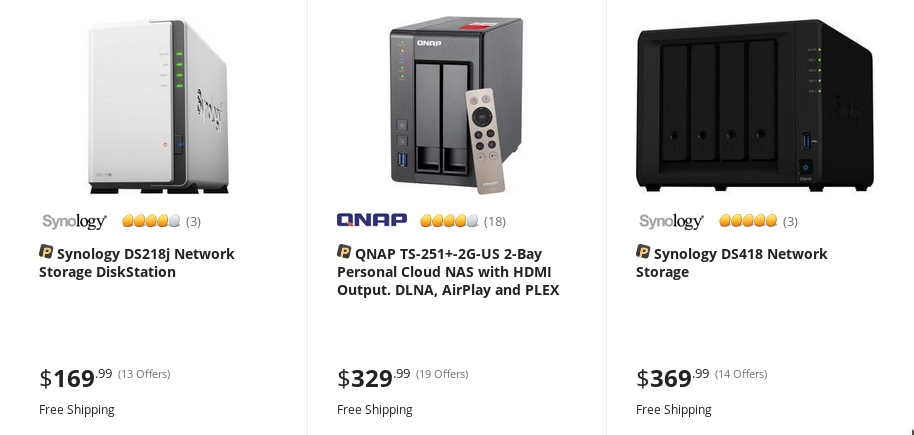 QNAP
Synology
Synology
(3)
P Synology DS218j Network
Storage DiskStation
$169.99 (13 Offers)
Free Shipping
QNAP
(18)
P QNAP TS-251+-2G-US 2-Bay
Personal Cloud NAS with HDMI
Output. DLNA, AirPlay and PLEX
$329.99 (19 Offers)
Free Shipping
Synology
(3)
P Synology DS418 Network
Storage
$369.99 (14 Offers)
Free Shipping